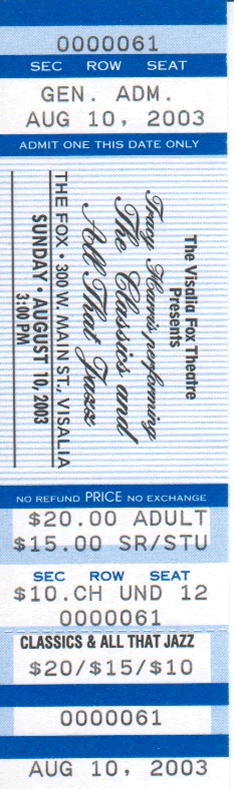 0000061
SEC ROW SEAT
GEN. ADM.
AUG 10, 2003
ADMIT ONE THIS DATE ONLY
The Visalia Fox Theatre
Presents
Tracy Harris performing
The Classics and
All That Jazz
THE FOX • 300 W. MAIN ST., VISALIA
SUNDAY • AUGUST 10, 2003
3:00 PM
NO REFUND PRICE NO EXCHANGE
$20.00 ADULT
$15.00 SR/STU
SEC ROW SEAT
$10.CH UND 12
0000061
CLASSICS & ALL THAT JAZZ
$20/$15/$10
0000061
AUG 10, 2003